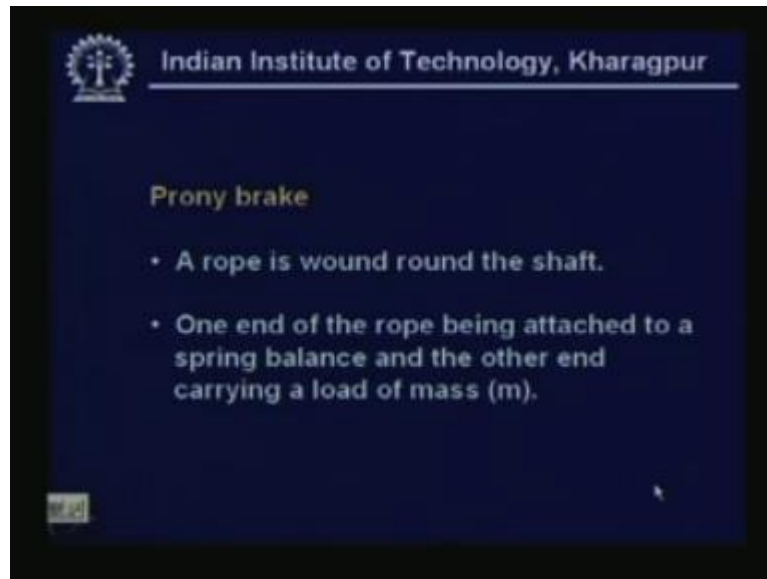 Indian Institute of Technology, Kharagpur
Prony brake
• A rope is wound round the shaft.
• One end of the rope being attached to a
spring balance and the other end
carrying a load of mass (m).